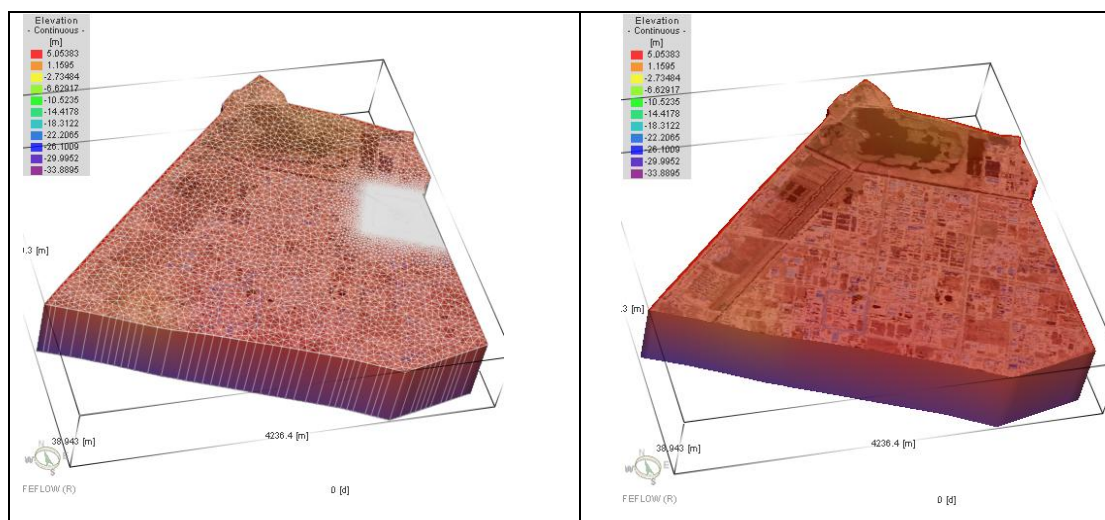 Elevation
- Continuous -
[m]
5.05383
1.1595
-2.73484
-6.62917
-10.5235
-14.4178
-18.3122
-22.2065
-26.1009
-29.9952
-33.8895
0.3 [m]
4236.4 [m]
38.943 [m]
N
W E
S
FEFLOW (R)
0 [d]
Elevation
- Continuous -
[m]
5.05383
1.1595
-2.73484
-6.62917
-10.5235
-14.4178
-18.3122
-22.2065
-26.1009
-29.9952
-33.8895
.3 [m]
4236.4 [m]
38.943 [m]
N
W E
S
FEFLOW (R)
0 [d]